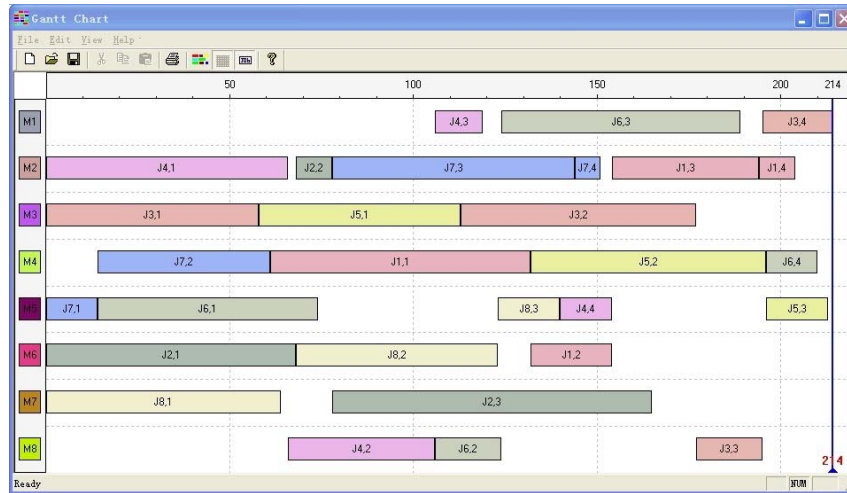 Gantt Chart
File Edit View Help
50 100 150 200 214
M1 J4,3 J6,3 J3,4
M2 J4,1 J2,2 J7,3 J7,4 J1,3 J1,4
M3 J3,1 J5,1 J3,2
M4 J7,2 J1,1 J5,2 J6,4
M5 J7,1 J6,1 J8,3 J4,4 J5,3
M6 J2,1 J8,2 J1,2
M7 J8,1 J2,3
M8 J4,2 J6,2 J3,3
214
Ready NUM